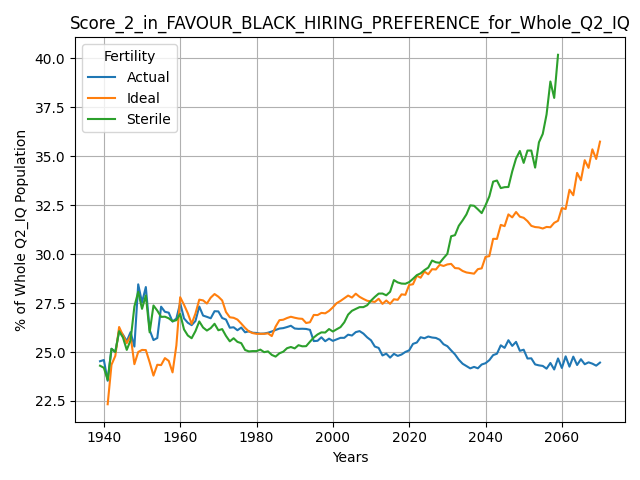 Score_2_in_FAVOUR_BLACK_HIRING_PREFERENCE_for_Whole_Q2_IQ
Fertility
Actual
Ideal
Sterile
40.0
37.5
35.0
32.5
30.0
27.5
25.0
22.5
% of Whole Q2_IQ Population
1940 1960 1980 2000 2020 2040 2060
Years